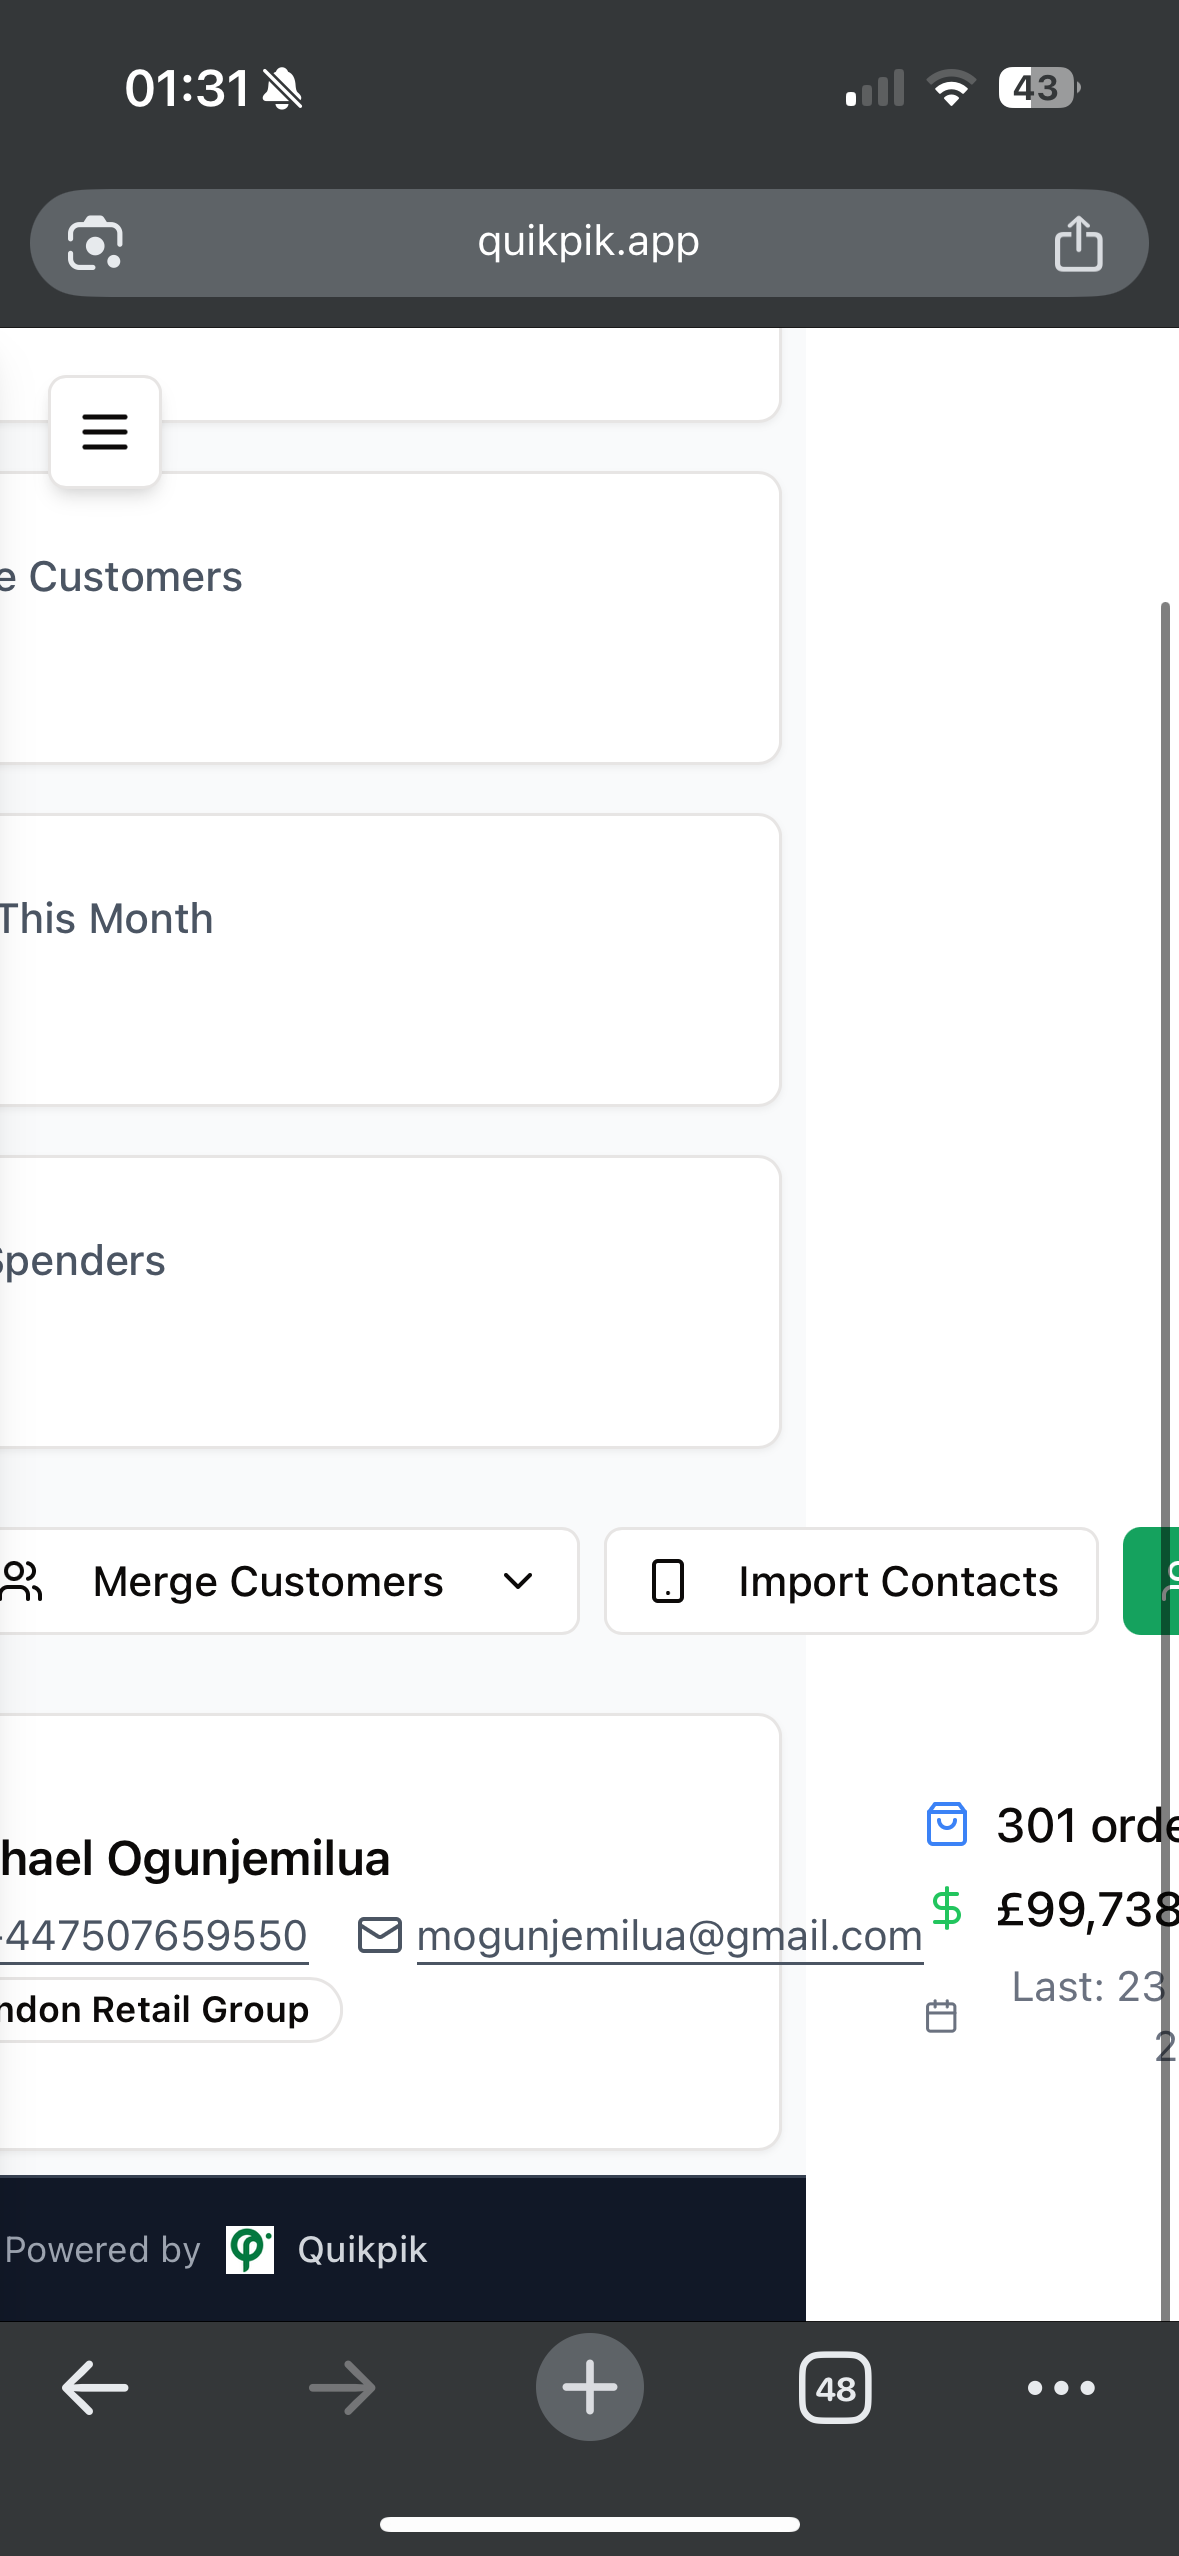 01:31
43
quikpik.app
e Customers
This Month
Spenders
Merge Customers
Import Contacts
hael Ogunjemilua
301 orde
£99,738
447507659550
mogunjemilua@gmail.com
Last: 23
2
ndon Retail Group
Powered by Quikpik
48